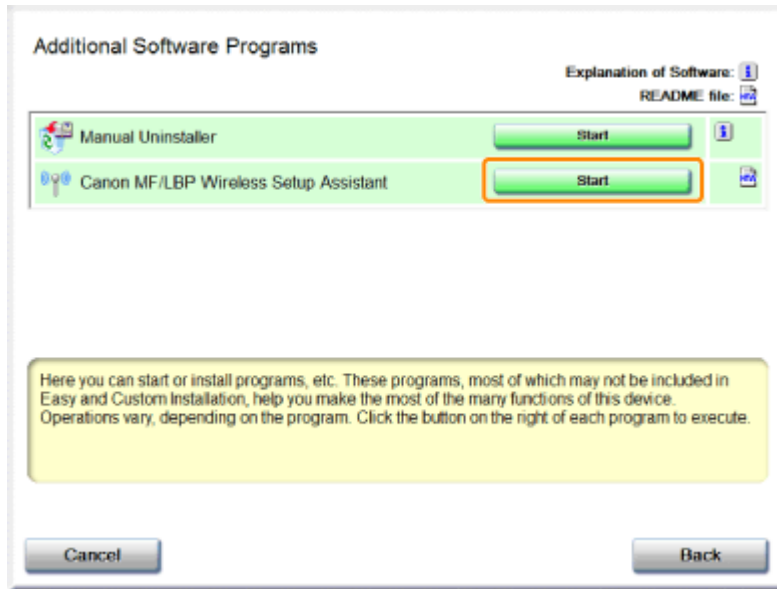 Additional Software Programs
Explanation of Software:
README file:
Manual Uninstaller
Start
Canon MF/LBP Wireless Setup Assistant
Start
Here you can start or install programs, etc. These programs, most of which may not be included in
Easy and Custom Installation, help you make the most of the many functions of this device.
Operations vary, depending on the program. Click the button on the right of each program to execute.
Cancel
Back